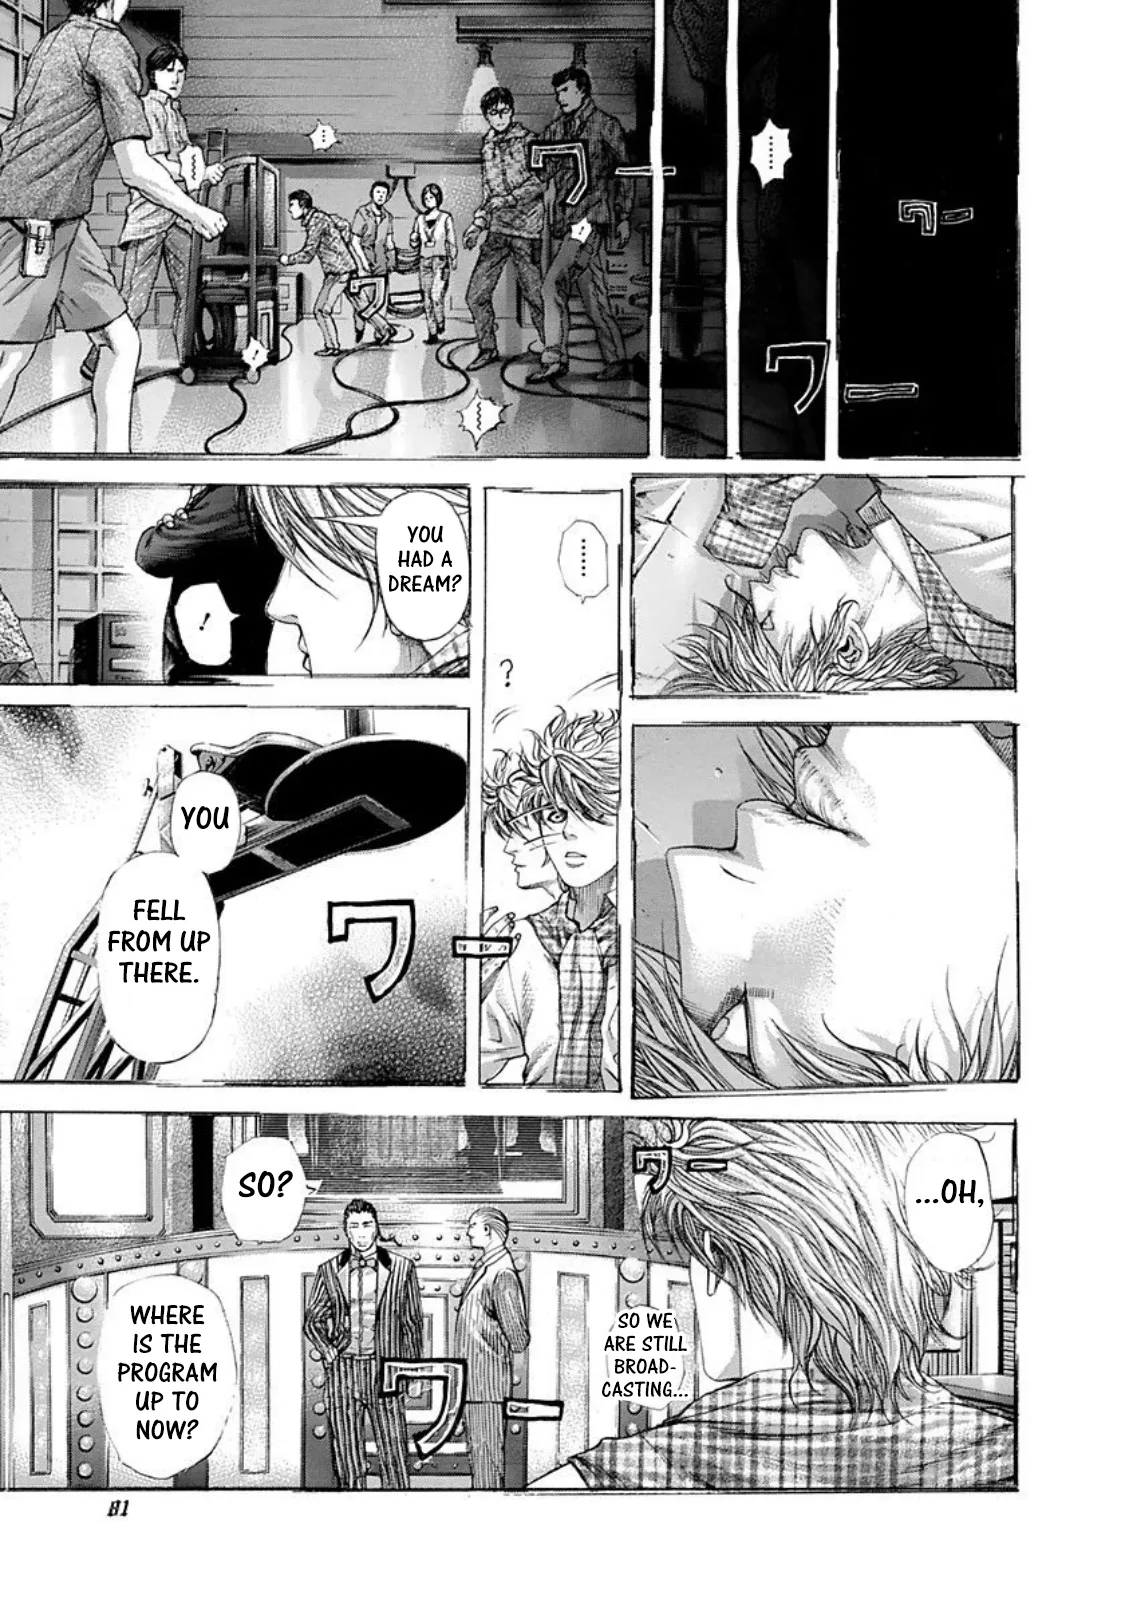 ワー
ワー
……
ワー
ワー
！
！
……
？
YOU
HAD A
DREAM?
！
YOU
FELL
FROM UP
THERE.
ワー
…OH,
ワー
SO WE
ARE STILL
BROAD-
CASTING...
SO?
WHERE
IS THE
PROGRAM
UP TO
NOW?
ワー
81